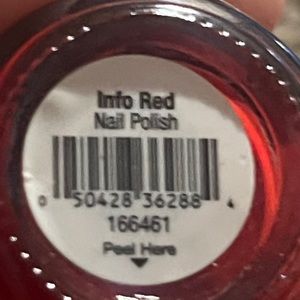 Info Red
Nail Polish
0 50428 36288 4
166461
Peel Here